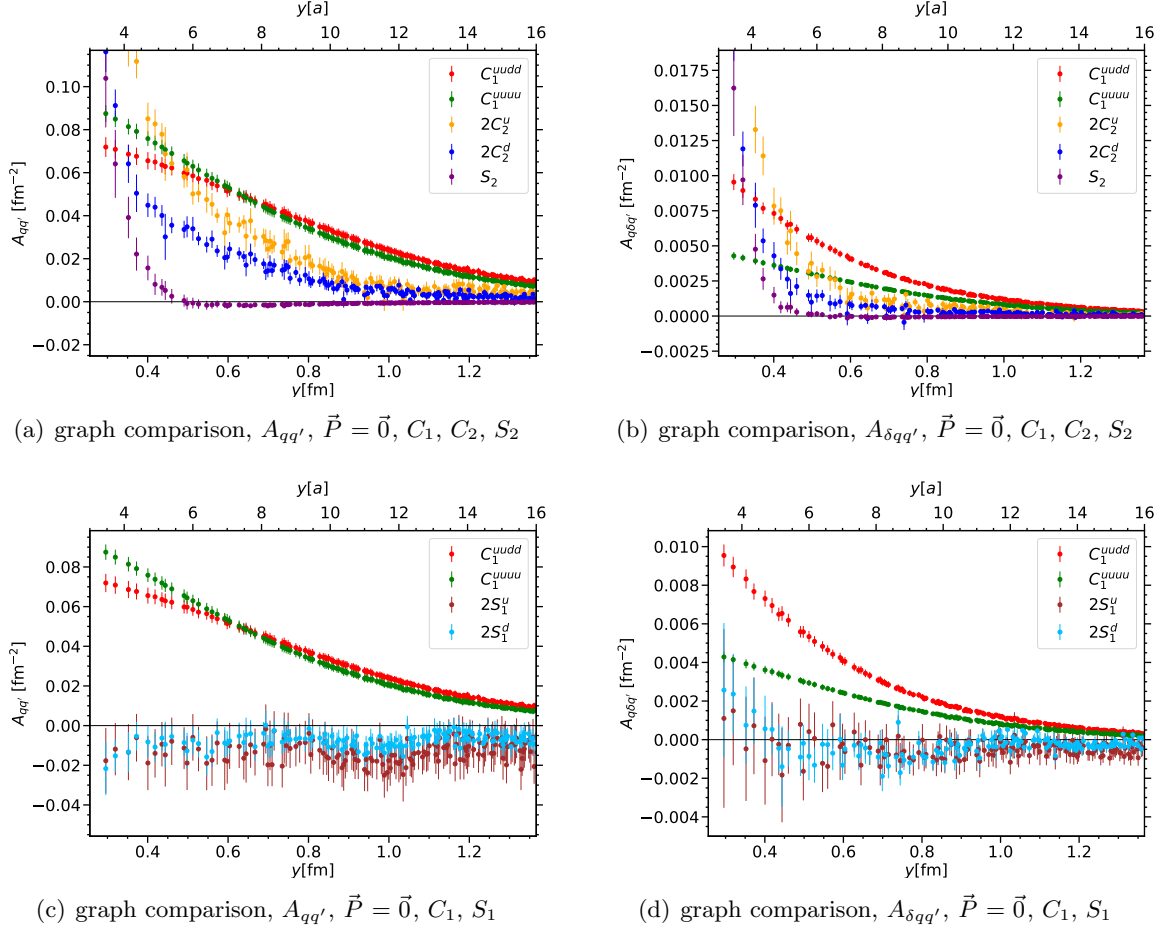 y[a]
4 6 8 10 12 14 16
0.10
0.08
0.06
0.04
0.02
0.00
−0.02
A_{qq'} [fm^{−2}]
C_1^{uudd}
C_1^{uuuu}
2C_2^u
2C_2^d
S_2
0.4 0.6 0.8 1.0 1.2
y[fm]
(a) graph comparison, A_{qq'}, \vec{P} = \vec{0}, C_1, C_2, S_2
y[a]
4 6 8 10 12 14 16
0.0175
0.0150
0.0125
0.0100
0.0075
0.0050
0.0025
0.0000
−0.0025
A_{qδq'} [fm^{−2}]
C_1^{uudd}
C_1^{uuuu}
2C_2^u
2C_2^d
S_2
0.4 0.6 0.8 1.0 1.2
y[fm]
(b) graph comparison, A_{δqq'}, \vec{P} = \vec{0}, C_1, C_2, S_2
y[a]
4 6 8 10 12 14 16
0.08
0.06
0.04
0.02
0.00
−0.02
−0.04
A_{qq'} [fm^{−2}]
C_1^{uudd}
C_1^{uuuu}
2S_1^u
2S_1^d
0.4 0.6 0.8 1.0 1.2
y[fm]
(c) graph comparison, A_{qq'}, \vec{P} = \vec{0}, C_1, S_1
y[a]
4 6 8 10 12 14 16
0.010
0.008
0.006
0.004
0.002
0.000
−0.002
−0.004
A_{qδq'} [fm^{−2}]
C_1^{uudd}
C_1^{uuuu}
2S_1^u
2S_1^d
0.4 0.6 0.8 1.0 1.2
y[fm]
(d) graph comparison, A_{δqq'}, \vec{P} = \vec{0}, C_1, S_1